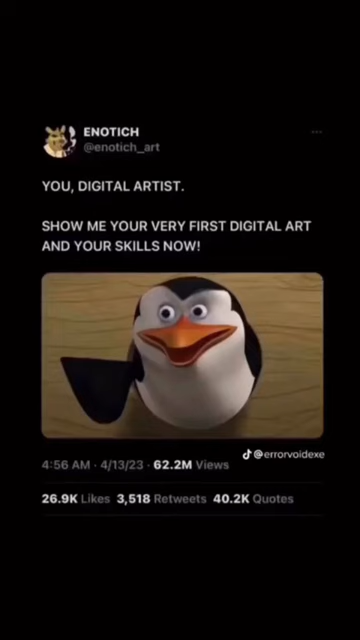 ENOTICH
@enotich_art
YOU, DIGITAL ARTIST.
SHOW ME YOUR VERY FIRST DIGITAL ART
AND YOUR SKILLS NOW!
@errorvoidexe
4:56 AM · 4/13/23 · 62.2M Views
26.9K Likes 3,518 Retweets 40.2K Quotes